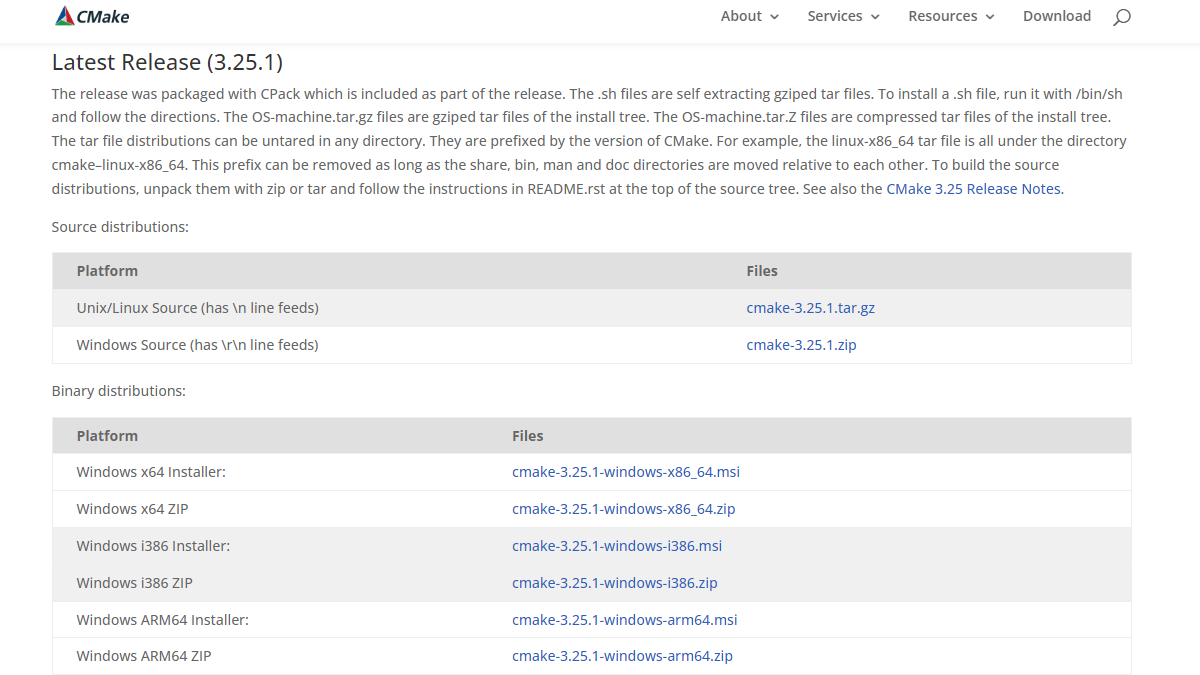 CMake
About Services Resources Download
Latest Release (3.25.1)
The release was packaged with CPack which is included as part of the release. The .sh files are self extracting gziped tar files. To install a .sh file, run it with /bin/sh
and follow the directions. The OS-machine.tar.gz files are gziped tar files of the install tree. The OS-machine.tar.Z files are compressed tar files of the install tree.
The tar file distributions can be untared in any directory. They are prefixed by the version of CMake. For example, the linux-x86_64 tar file is all under the directory
cmake–linux-x86_64. This prefix can be removed as long as the share, bin, man and doc directories are moved relative to each other. To build the source
distributions, unpack them with zip or tar and follow the instructions in README.rst at the top of the source tree. See also the CMake 3.25 Release Notes.
Source distributions:
Platform Files
Unix/Linux Source (has \n line feeds) cmake-3.25.1.tar.gz
Windows Source (has \r\n line feeds) cmake-3.25.1.zip
Binary distributions:
Platform Files
Windows x64 Installer: cmake-3.25.1-windows-x86_64.msi
Windows x64 ZIP cmake-3.25.1-windows-x86_64.zip
Windows i386 Installer: cmake-3.25.1-windows-i386.msi
Windows i386 ZIP cmake-3.25.1-windows-i386.zip
Windows ARM64 Installer: cmake-3.25.1-windows-arm64.msi
Windows ARM64 ZIP cmake-3.25.1-windows-arm64.zip